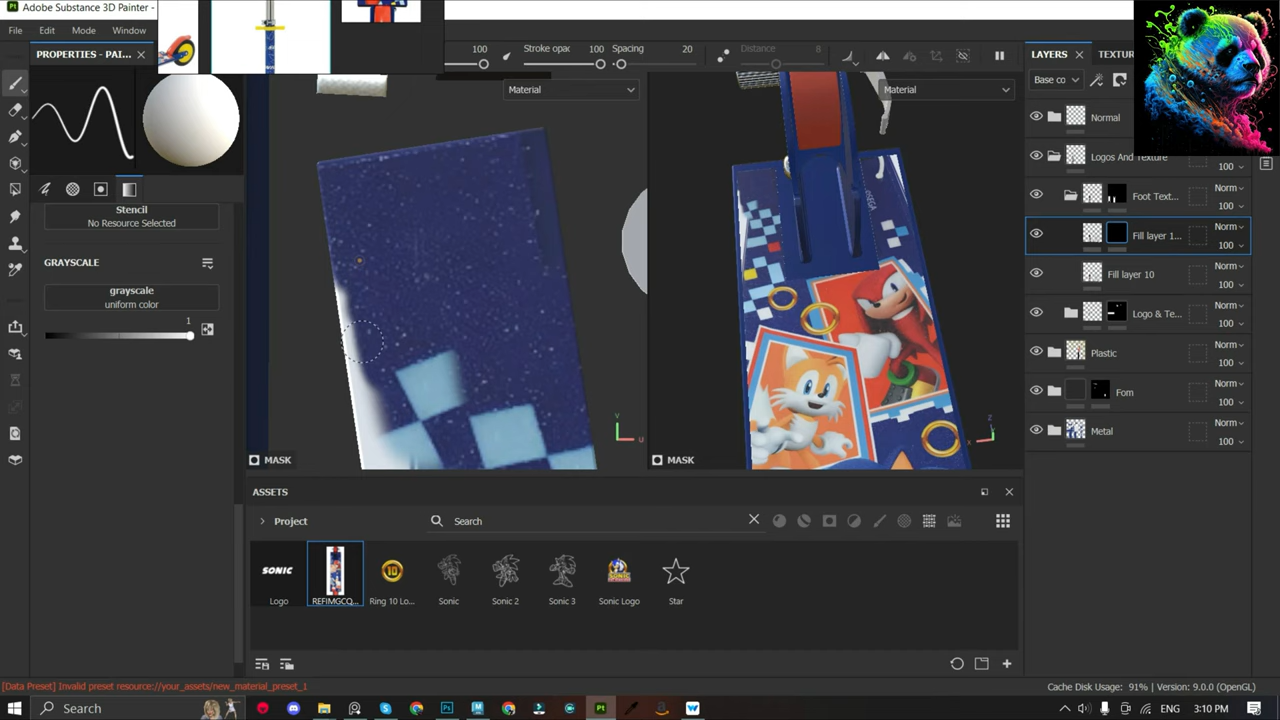 Adobe Substance 3D Painter -
File Edit Mode Window
100 Stroke opac 100 Spacing 20 Distance 8
PROPERTIES - PAI...
LAYERS
TEXTUR
Base co
Material
Material
Normal
Logos And Texture
100
Norm
Foot Text...
100
Stencil
No Resource Selected
Norm
Fill layer 1...
100
GRAYSCALE
Norm
Fill layer 10
100
grayscale
uniform color
1
Norm
Logo & Te...
100
Norm
Plastic
100
Norm
Fom
100
Norm
Metal
100
SEGA
Y
U
Z
X
MASK
MASK
ASSETS
Project
Search
SONIC
10
Logo
REFIMGCQ...
Ring 10 Lo...
Sonic
Sonic 2
Sonic 3
Sonic Logo
Star
[Data Preset] Invalid preset resource://your_assets/new_material_preset_1
Cache Disk Usage: 91% | Version: 9.0.0 (OpenGL)
Search
ENG
3:10 PM